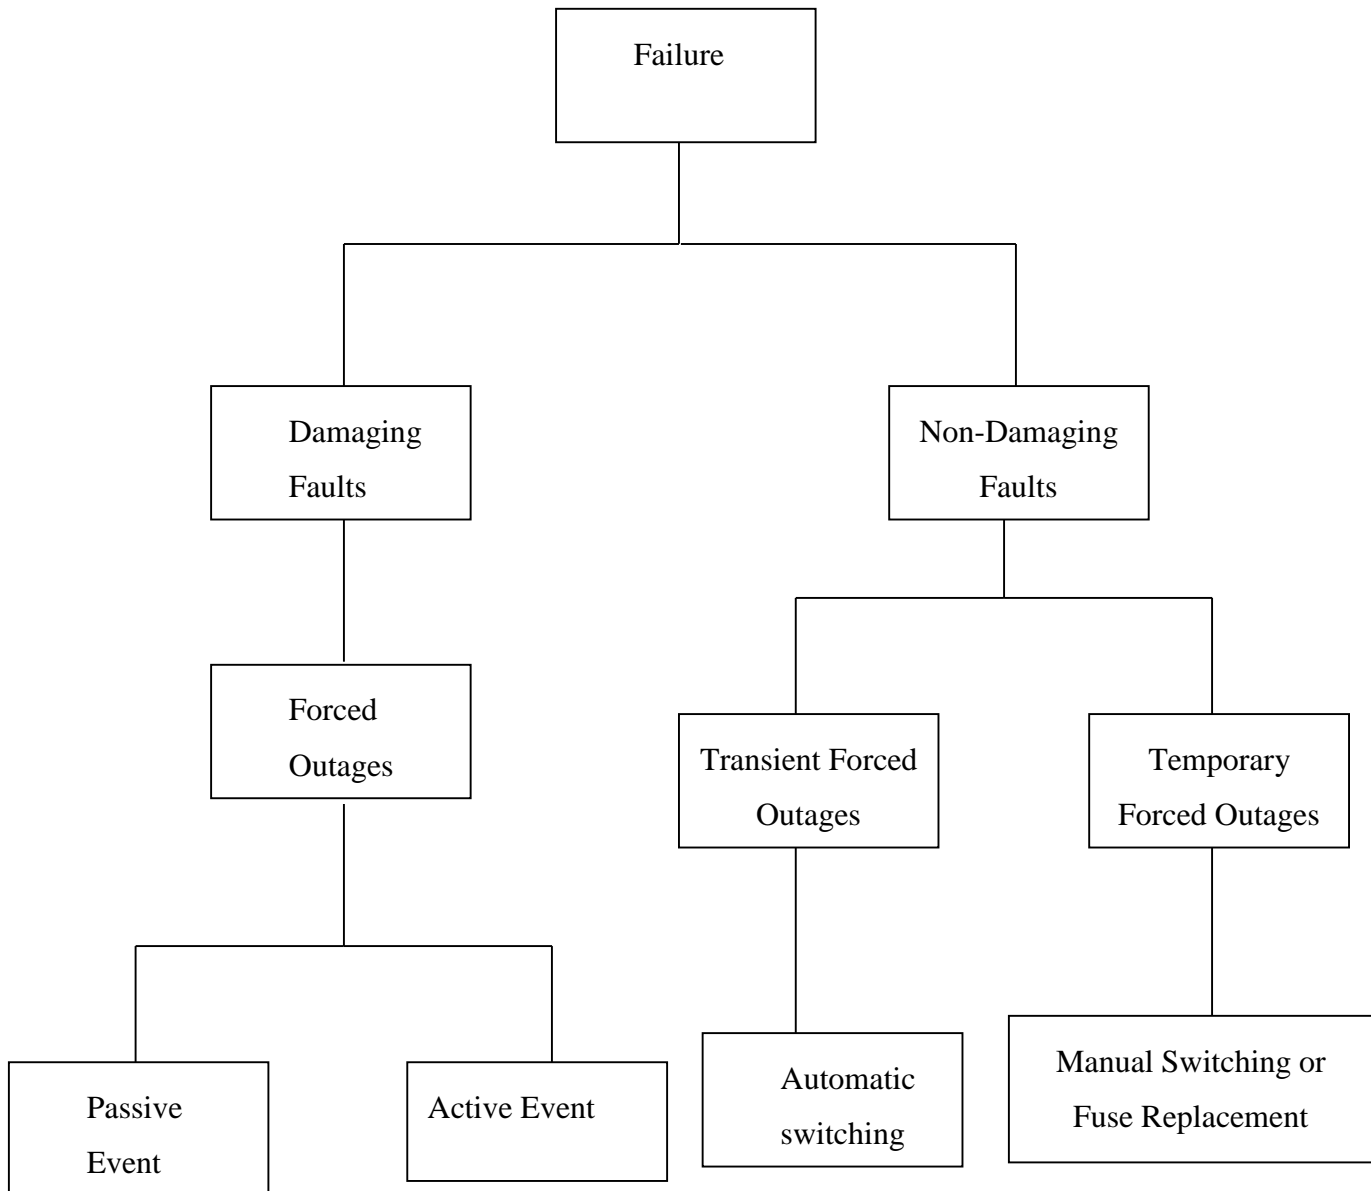 Failure
Damaging
Faults
Non-Damaging
Faults
Forced
Outages
Transient Forced
Outages
Temporary
Forced Outages
Passive
Event
Active Event
Automatic
switching
Manual Switching or
Fuse Replacement